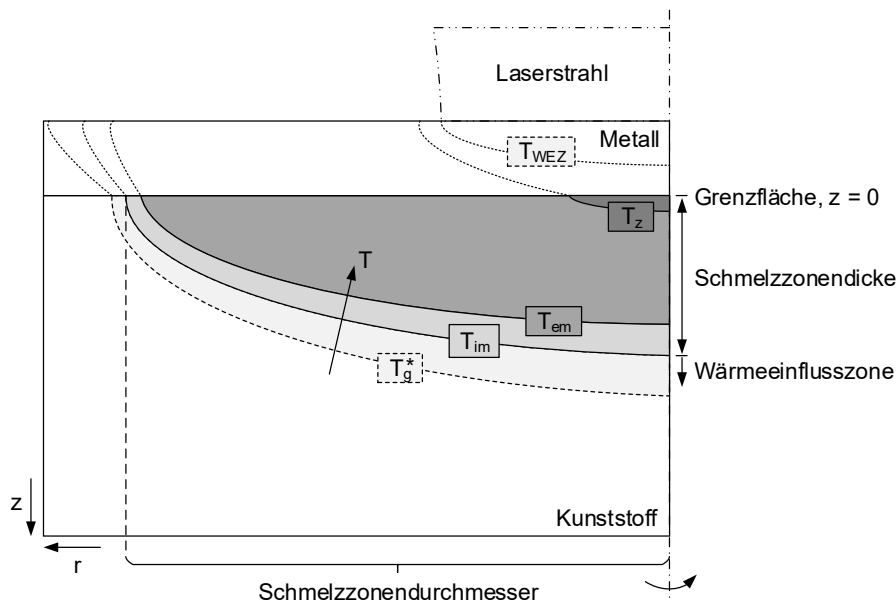 Laserstrahl
Metall
T_WEZ
Grenzfläche, z = 0
T_z
T
Schmelzzonendicke
T_em
T_im
T_g^*
Wärmeeinflusszone
z
Kunststoff
r
Schmelzzonendurchmesser